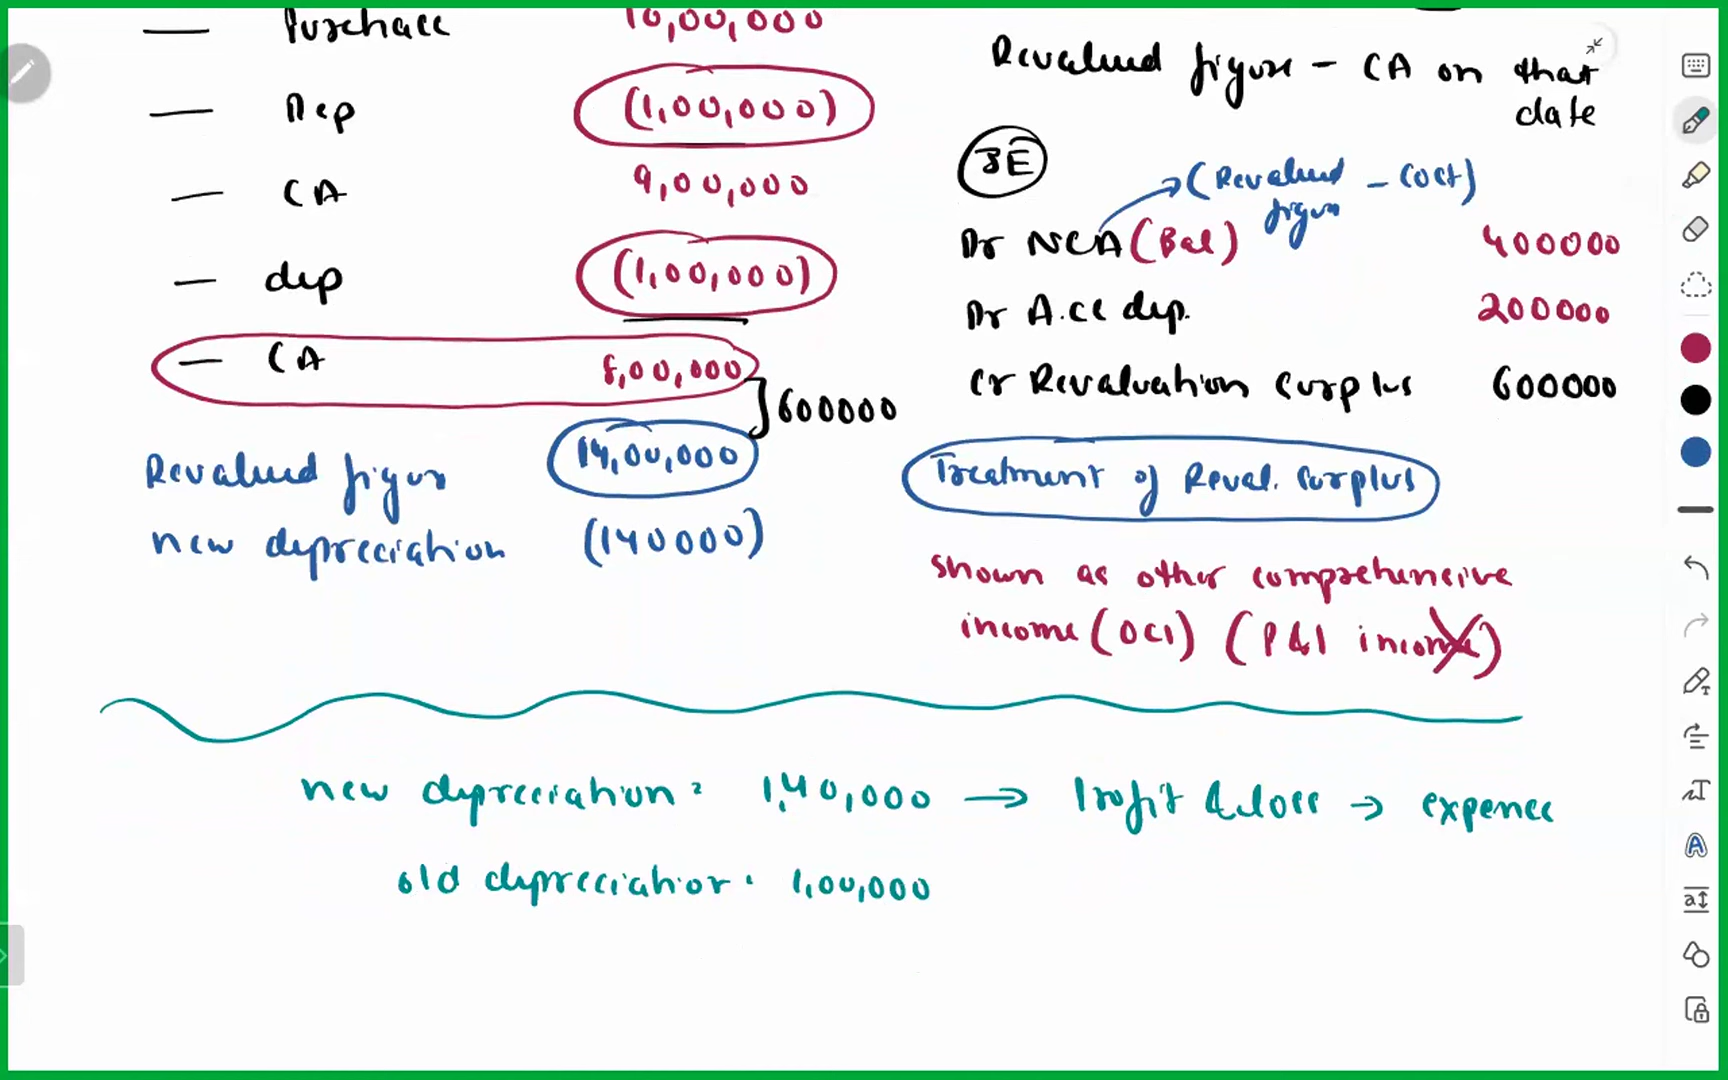 — Purchase 10,00,000
— Dep (1,00,000)
— CA 9,00,000
— dep (1,00,000)
— CA 8,00,000
] 600000
Revalued figure 14,00,000
new depreciation (140000)
Revalued figure - CA on that
date
JE
(Revalued - Cost)
figure
Dr NCA (Bal) 400000
Dr A.cc dep. 200000
Cr Revaluation surplus 600000
Treatment of Reval. surplus
shown as other comprehensive
income (OCI) (P&l income)
new depreciation = 1,40,000 → Profit & loss → expense
old depreciation = 1,00,000